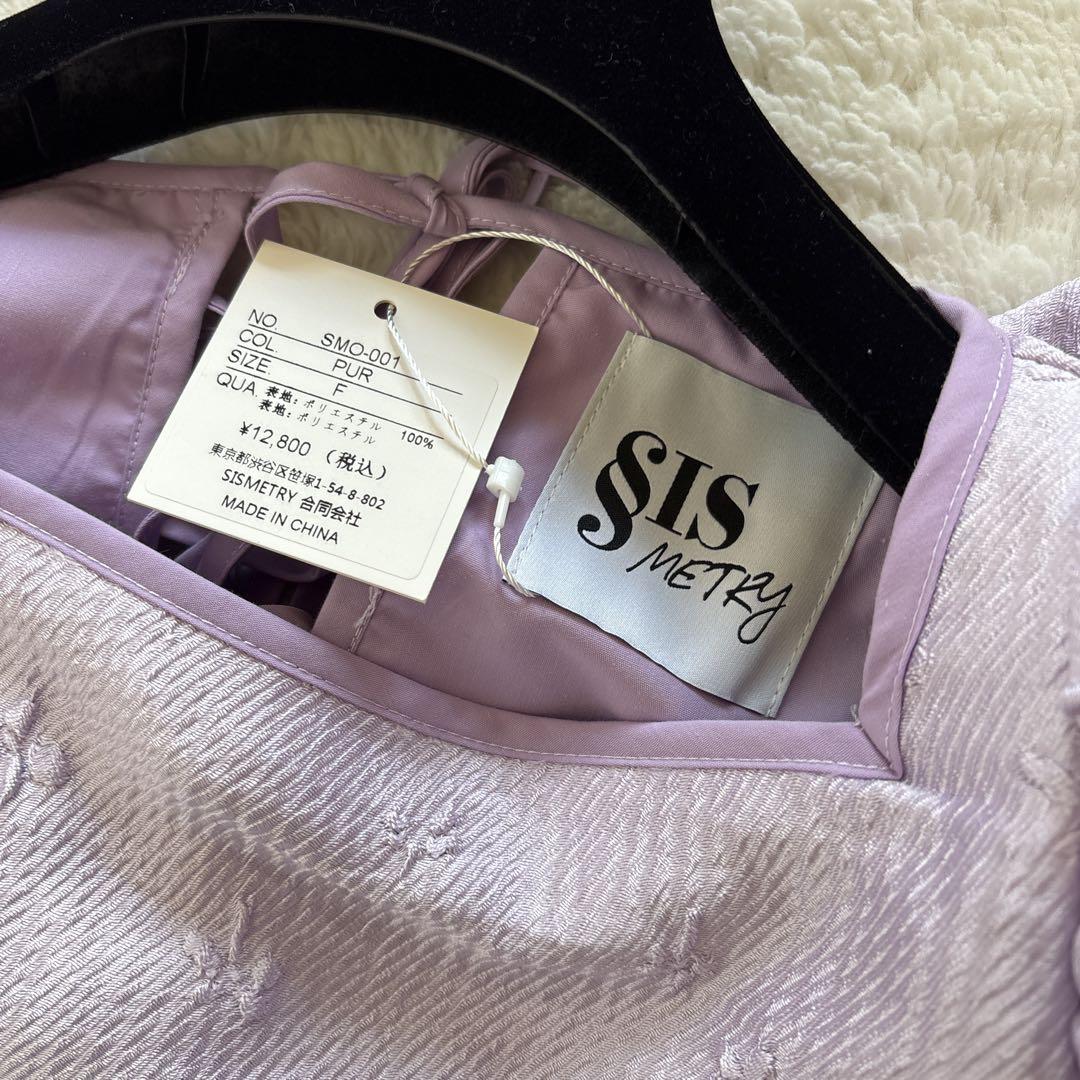 NO. SMO-001
COL PUR
SIZE. F
QUA. 表地: ポリエステル
表地: ポリエステル 100%
¥12,800 (税込)
東京都渋谷区笹塚1-54-8-802
SISMETRY 合同会社
MADE IN CHINA
§SIS
METRY